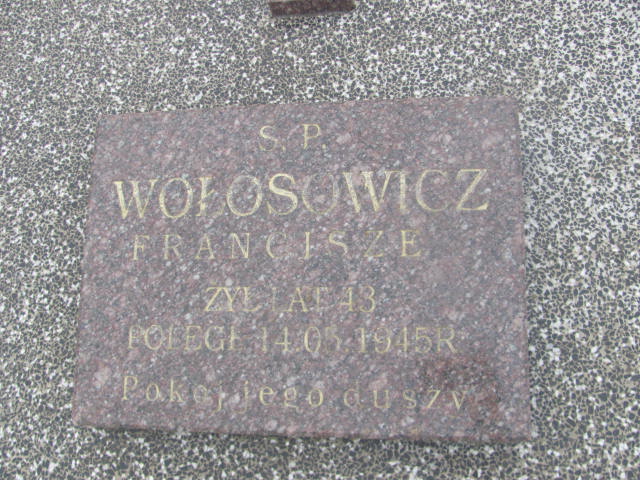 Ś. P.
WOŁOSOWICZ
FRANCISZE
ŻYŁ LAT 43
POLEGŁ 14.05.1945R
Pokój jego duszy